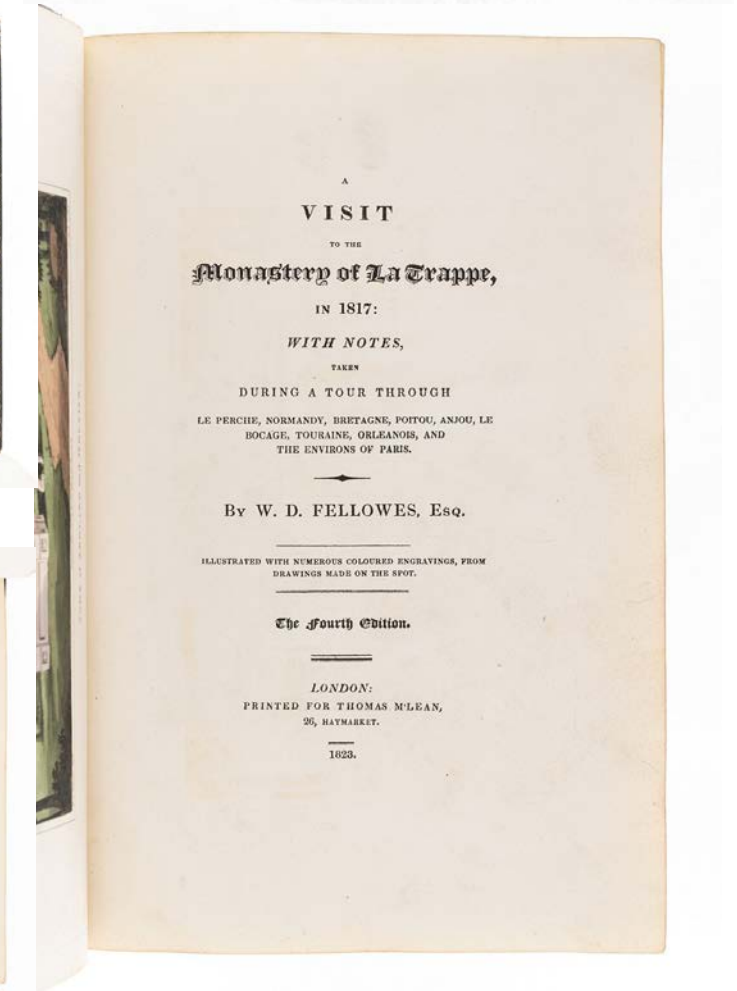 A
VISIT
TO THE
Monastery of La Trappe,
IN 1817:
WITH NOTES,
TAKEN
DURING A TOUR THROUGH
LE PERCHE, NORMANDY, BRETAGNE, POITOU, ANJOU, LE
BOCAGE, TOURAINE, ORLEANOIS, AND
THE ENVIRONS OF PARIS.
By W. D. FELLOWES, Esq.
ILLUSTRATED WITH NUMEROUS COLOURED ENGRAVINGS, FROM
DRAWINGS MADE ON THE SPOT.
The Fourth Edition.
LONDON:
PRINTED FOR THOMAS M'LEAN,
26, HAYMARKET.
1823.